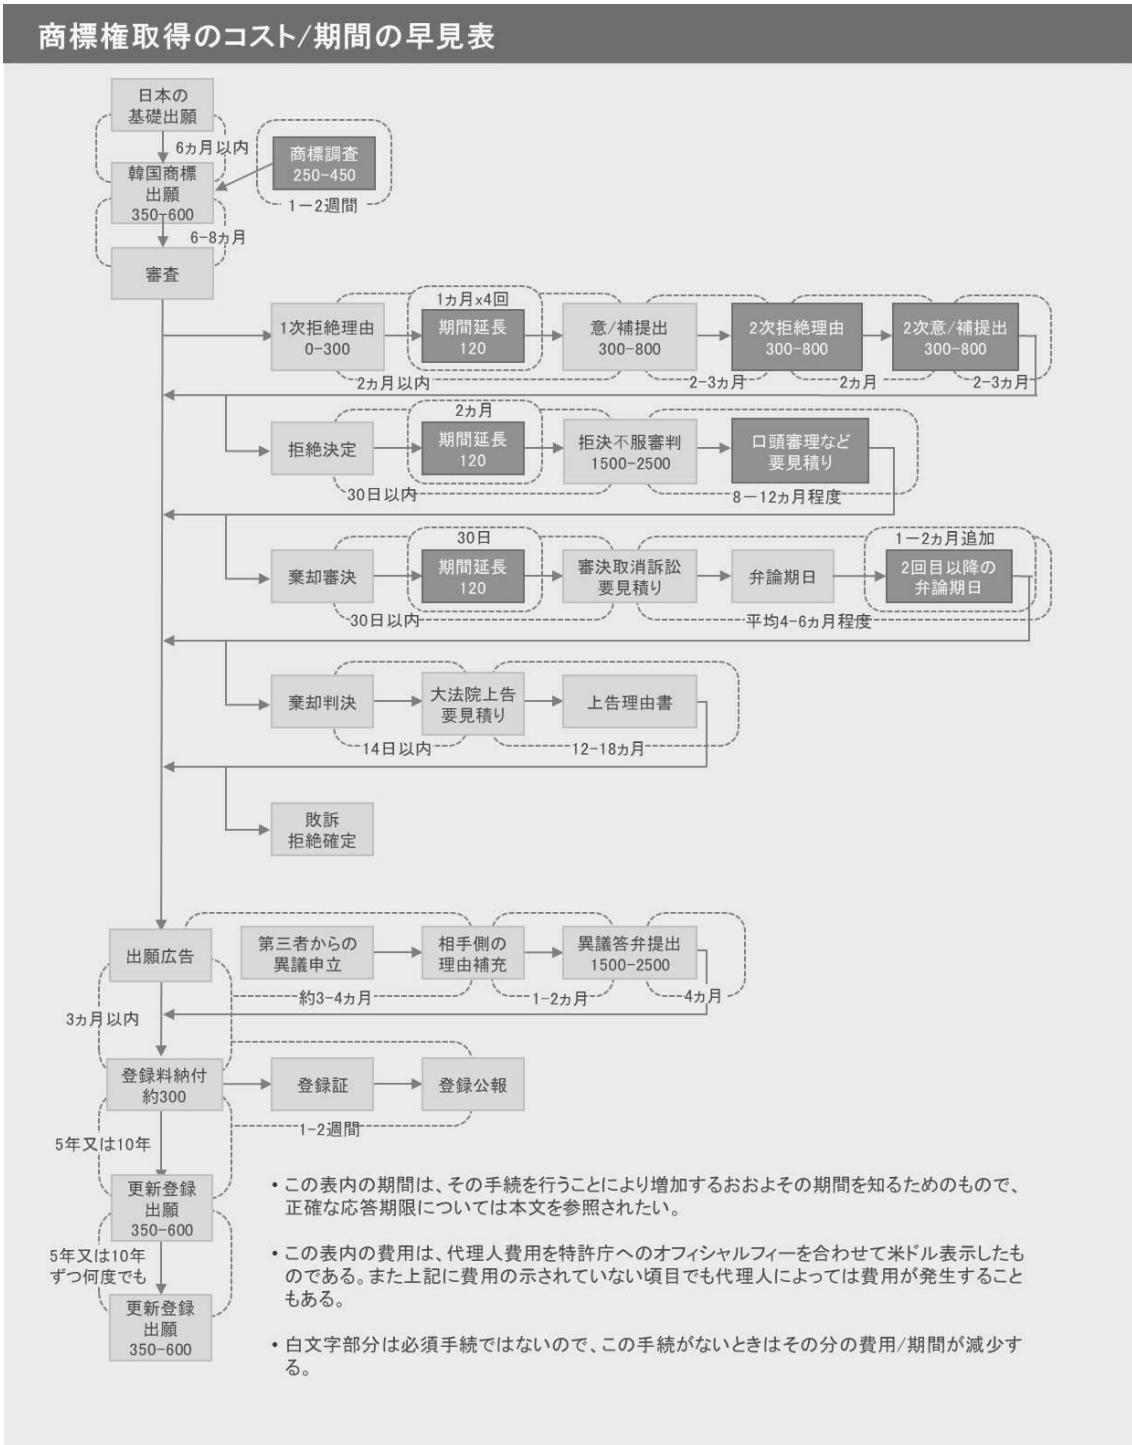 商標権取得のコスト/期間の早見表
日本の
基礎出願
6ヵ月以内
商標調査
250-450
1－2週間
韓国商標
出願
350-600
6-8ヵ月
審査
1ヵ月x4回
1次拒絶理由
0-300
期間延長
120
意/補提出
300-800
2次拒絶理由
300-800
2次意/補提出
300-800
2ヵ月以内
2-3ヵ月
2ヵ月
2-3ヵ月
2ヵ月
拒絶決定
期間延長
120
拒決不服審判
1500-2500
口頭審理など
要見積り
30日以内
8－12ヵ月程度
30日
1－2ヵ月追加
棄却審決
期間延長
120
審決取消訴訟
要見積り
弁論期日
2回目以降の
弁論期日
30日以内
平均4-6ヵ月程度
棄却判決
大法院上告
要見積り
上告理由書
14日以内
12-18ヵ月
敗訴
拒絶確定
出願広告
第三者からの
異議申立
相手側の
理由補充
異議答弁提出
1500-2500
約3-4ヵ月
1-2ヵ月
4ヵ月
3ヵ月以内
登録料納付
約300
登録証
登録公報
1-2週間
5年又は10年
更新登録
出願
350-600
5年又は10年
ずつ何度でも
更新登録
出願
350-600
• この表内の期間は、その手続を行うことにより増加するおおよその期間を知るためのもので、
正確な応答期限については本文を参照されたい。
• この表内の費用は、代理人費用を特許庁へのオフィシャルフィーを合わせて米ドル表示したも
のである。また上記に費用の示されていない頃目でも代理人によっては費用が発生すること
もある。
• 白文字部分は必須手続ではないので、この手続がないときはその分の費用/期間が減少す
る。